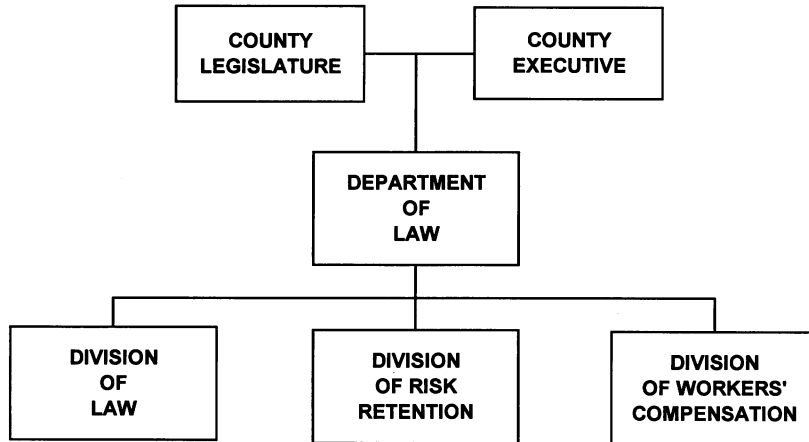 COUNTY
LEGISLATURE
COUNTY
EXECUTIVE
DEPARTMENT
OF
LAW
DIVISION
OF
LAW
DIVISION
OF RISK
RETENTION
DIVISION
OF WORKERS'
COMPENSATION